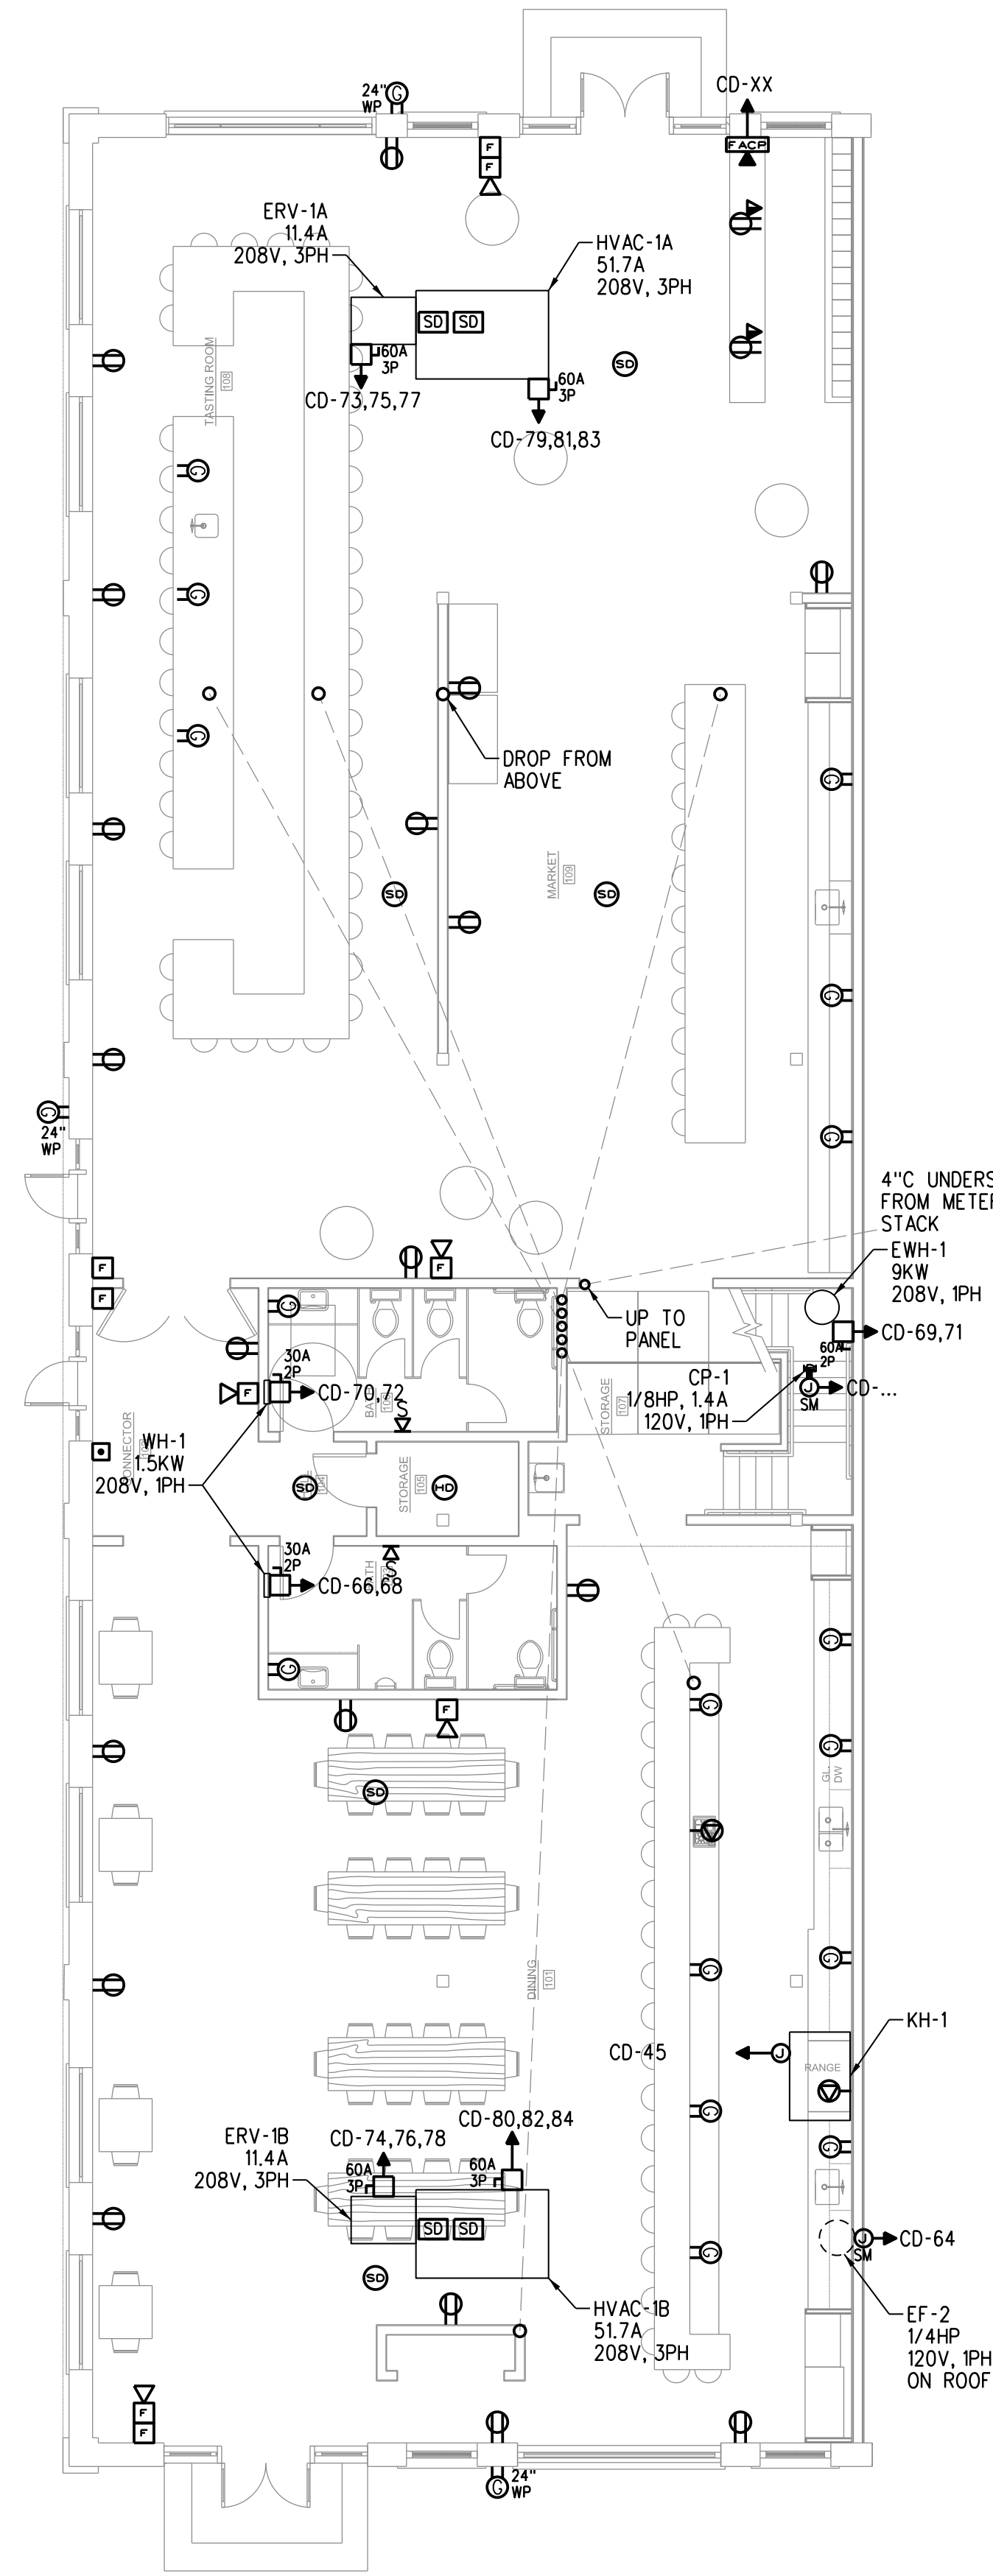 CD-XX
24"
WP
G
FACP
F
F
ERV-1A
11.4A
208V, 3PH
HVAC-1A
51.7A
208V, 3PH
SD
SD
60A
3P
SD
60A
3P
CD-73,75,77
CD-79,81,83
TASTING ROOM
108
G
G
G
DROP FROM
ABOVE
G
MARKET
109
SD
SD
G
G
24"
WP
G
4"C UNDERS
FROM METER
STACK
EWH-1
9KW
208V, 1PH
F
F
F
G
UP TO
PANEL
CD-69,71
60A
2P
30A
2P
CD-70,72
F
CP-1
1/8HP, 1.4A
120V, 1PH
J
SM
CD-...
S
STORAGE
107
WH-1
1.5KW
208V, 1PH
SD
STORAGE
105
HD
30A
2P
CD-66,68
S
G
F
G
G
G
GL.
DW
SD
G
G
DINING
101
KH-1
CD-45
J
RANGE
G
G
CD-80,82,84
CD-74,76,78
ERV-1B
11.4A
208V, 3PH
60A
3P
60A
3P
SD
SD
G
J
SM
CD-64
SD
HVAC-1B
51.7A
208V, 3PH
EF-2
1/4HP
120V, 1PH
ON ROOF
F
F
24"
WP
G